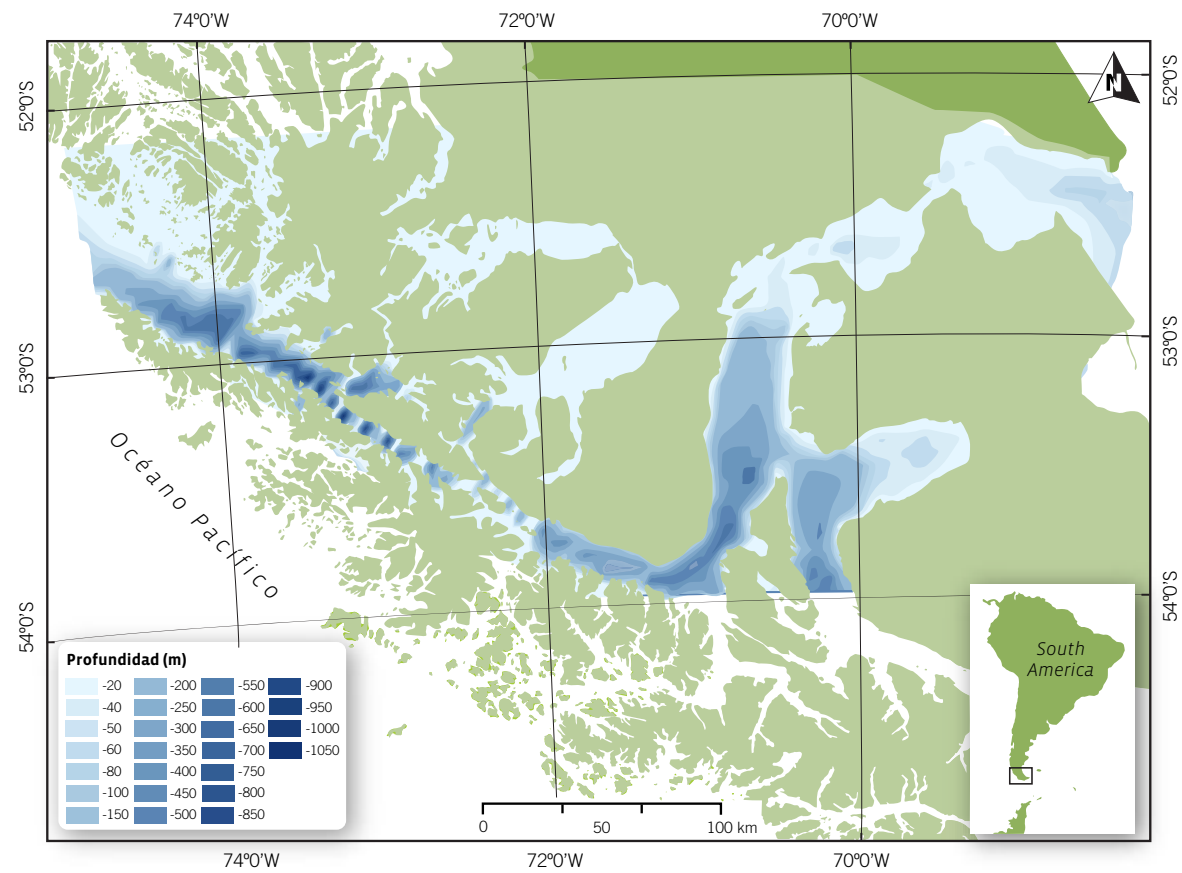 74º0'W 72º0'W 70º0'W
52º0'S
52º0'S
N
53º0'S
53º0'S
Océano Pacífico
54º0'S
54º0'S
South
America
Profundidad (m)
-20 -200 -550 -900
-40 -250 -600 -950
-50 -300 -650 -1000
-60 -350 -700 -1050
-80 -400 -750
-100 -450 -800
-150 -500 -850
0 50 100 km
74º0'W 72º0'W 70º0'W